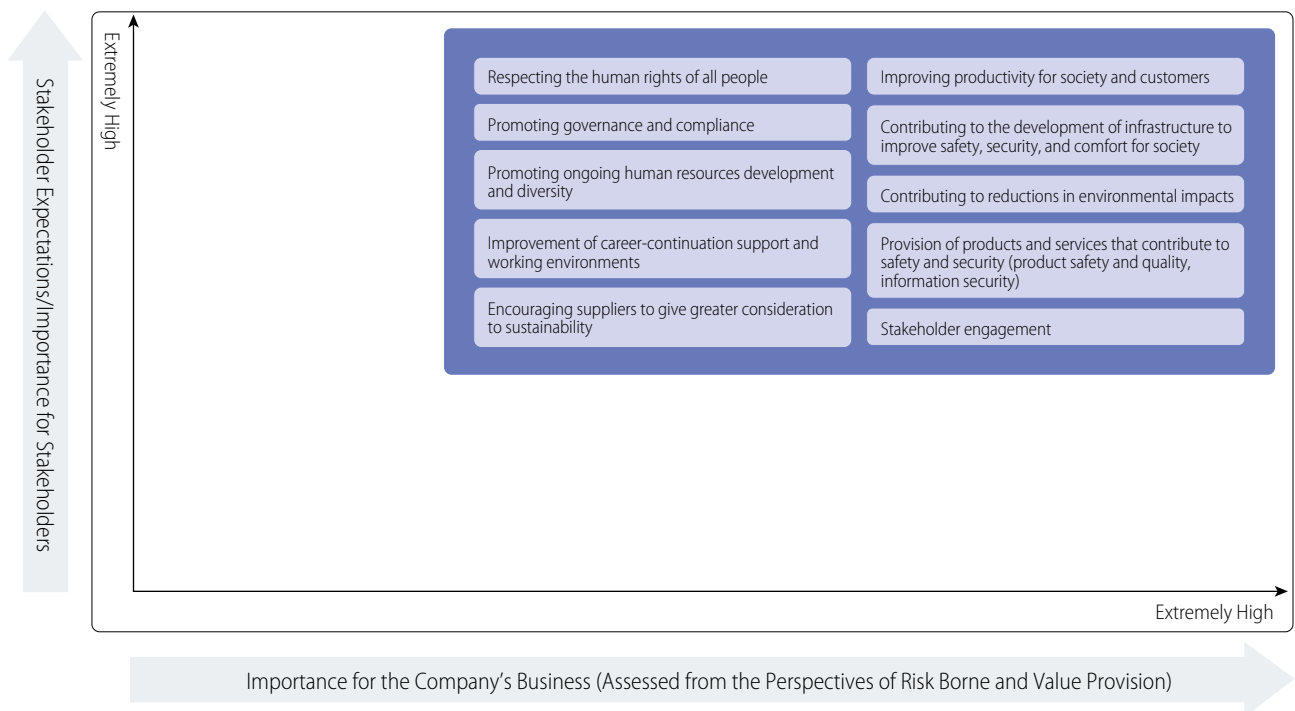 Stakeholder Expectations/Importance for Stakeholders
Extremely High
Respecting the human rights of all people
Promoting governance and compliance
Promoting ongoing human resources development
and diversity
Improvement of career-continuation support and
working environments
Encouraging suppliers to give greater consideration
to sustainability
Improving productivity for society and customers
Contributing to the development of infrastructure to
improve safety, security, and comfort for society
Contributing to reductions in environmental impacts
Provision of products and services that contribute to
safety and security (product safety and quality,
information security)
Stakeholder engagement
Extremely High
Importance for the Company’s Business (Assessed from the Perspectives of Risk Borne and Value Provision)